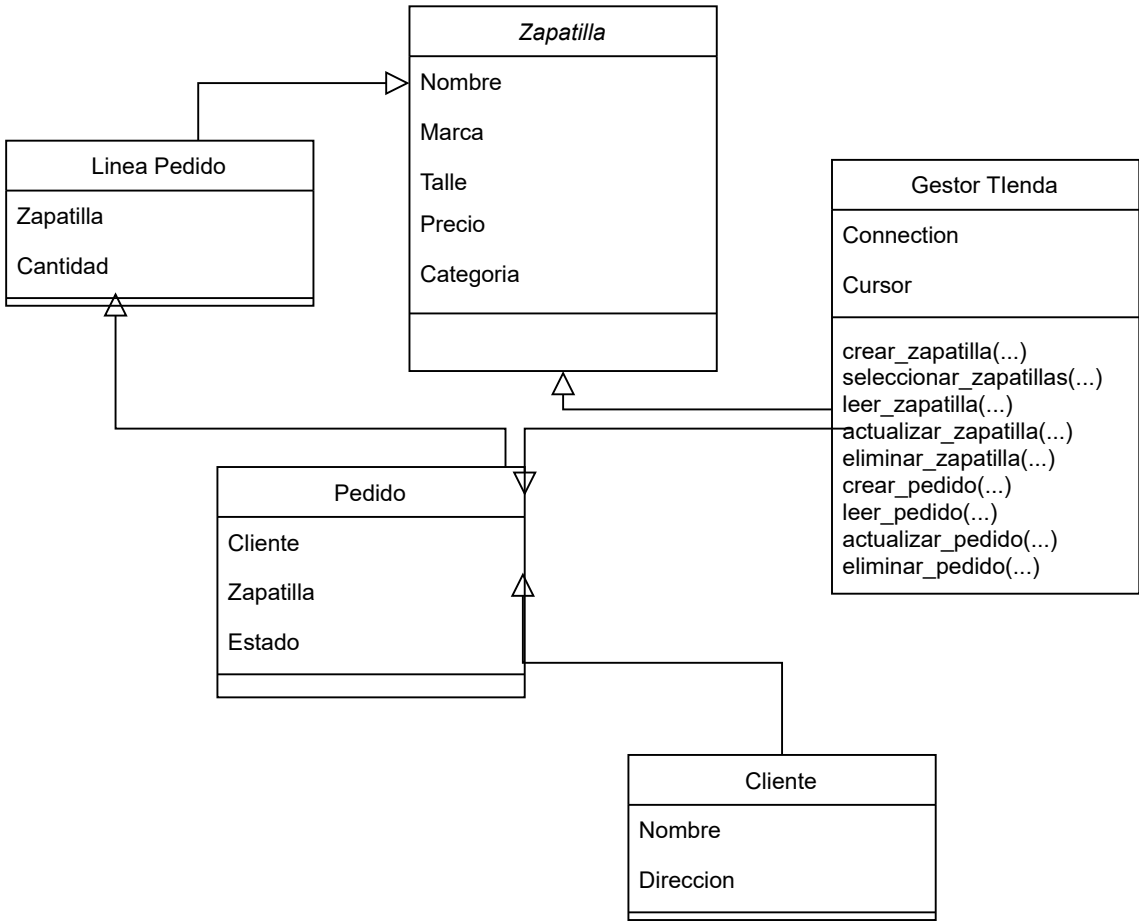 Zapatilla
Nombre
Marca
Talle
Precio
Categoria
Linea Pedido
Zapatilla
Cantidad
Gestor TIenda
Connection
Cursor
crear_zapatilla(...)
seleccionar_zapatillas(...)
leer_zapatilla(...)
actualizar_zapatilla(...)
eliminar_zapatilla(...)
crear_pedido(...)
leer_pedido(...)
actualizar_pedido(...)
eliminar_pedido(...)
Pedido
Cliente
Zapatilla
Estado
Cliente
Nombre
Direccion